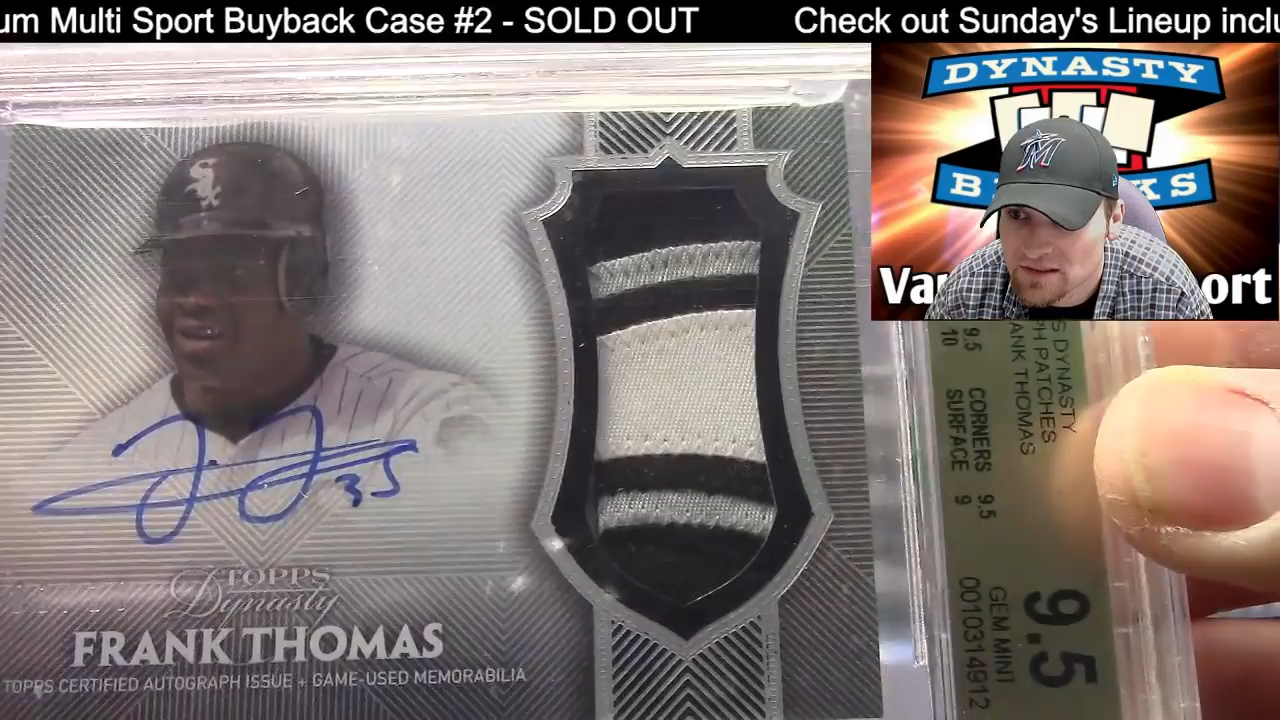 um Multi Sport Buyback Case #2 - SOLD OUT Check out Sunday's Lineup inclu
DYNASTY
B KS
Va ort
35
TOPPS
Dynasty
FRANK THOMAS
TOPPS CERTIFIED AUTOGRAPH ISSUE + GAME-USED MEMORABILIA
S DYNASTY
PH PATCHES
ANK THOMAS
9.5 CORNERS 9.5
10 SURFACE 9
9.5
GEM MINT
0010314912